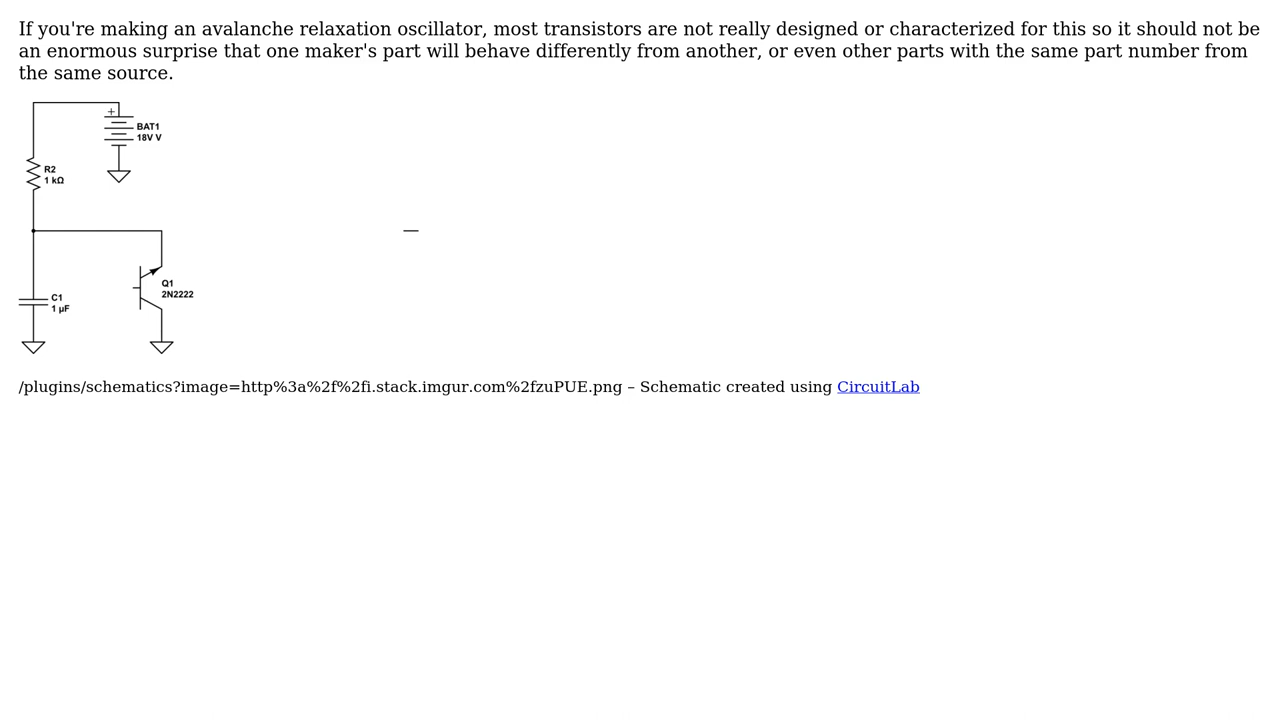 If you're making an avalanche relaxation oscillator, most transistors are not really designed or characterized for this so it should not be
an enormous surprise that one maker's part will behave differently from another, or even other parts with the same part number from
the same source.
+
BAT1
18V V
R2
1 kΩ
Q1
2N2222
C1
1 µF
/plugins/schematics?image=http%3a%2f%2fi.stack.imgur.com%2fzuPUE.png – Schematic created using CircuitLab